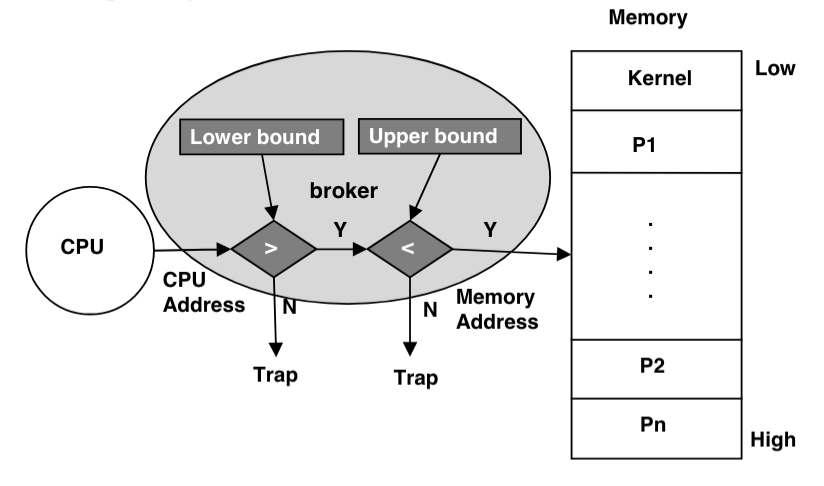 Memory
Low
Kernel
Lower bound
Upper bound
P1
broker
Y
Y
CPU
>
<
CPU
Address
N
N
Memory
Address
.
.
.
.
Trap
Trap
P2
Pn
High